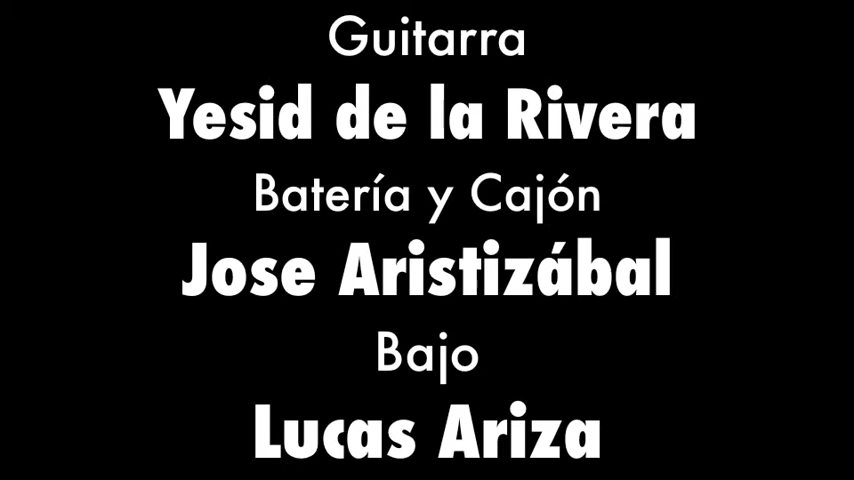 Guitarra
Yesid de la Rivera
Batería y Cajón
Jose Aristizábal
Bajo
Lucas Ariza